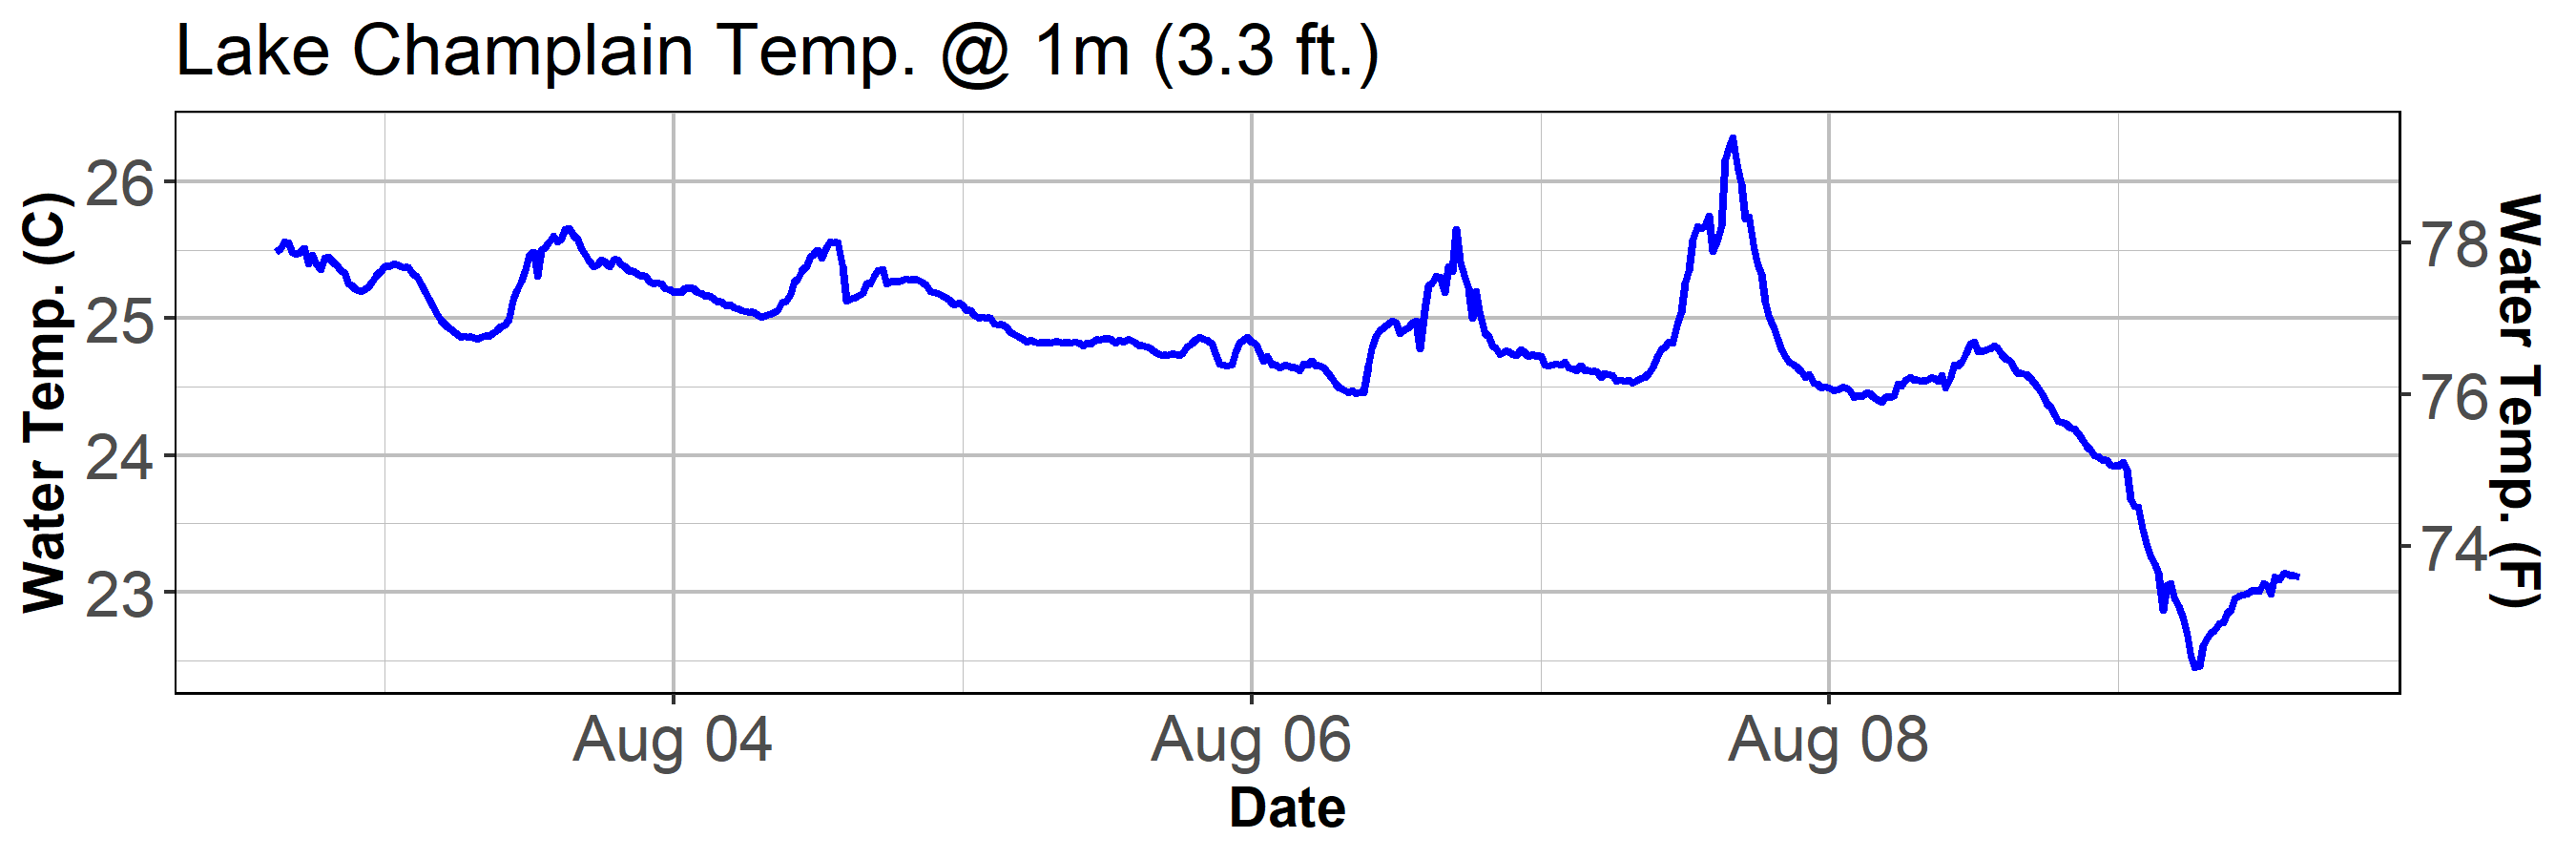 Lake Champlain Temp. @ 1m (3.3 ft.)
Water Temp. (C)
26
25
24
23
78
76
74
Water Temp. (F)
Aug 04
Aug 06
Aug 08
Date